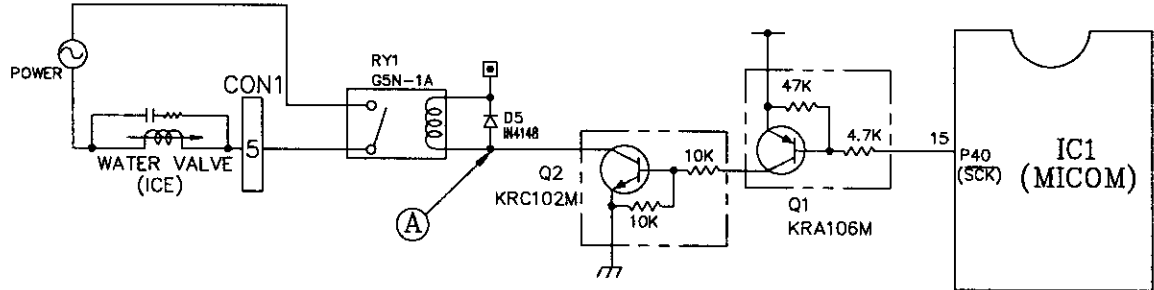 POWER
CON1
5
WATER VALVE
(ICE)
RY1
G5N-1A
D5
IN4148
A
Q2
KRC102M
10K
10K
47K
4.7K
Q1
KRA106M
15
P40
(SCK)
IC1
(MICOM)